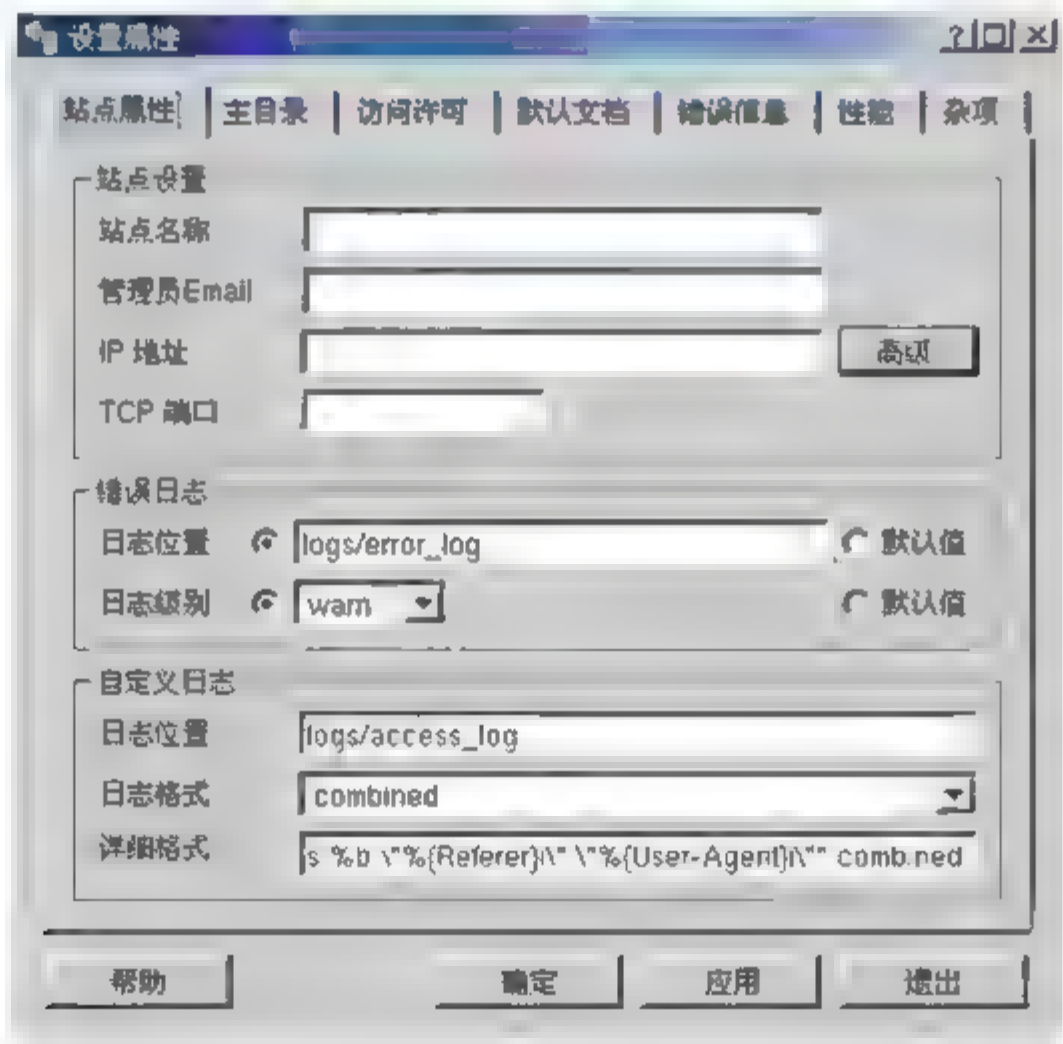 设置属性
站点属性 主目录 访问许可 默认文档 错误信息 性能 杂项
站点设置
站点名称
管理员Email
IP 地址 高级
TCP 端口
错误日志
日志位置 logs/error_log 默认值
日志级别 warn 默认值
自定义日志
日志位置 logs/access_log
日志格式 combined
详细格式 s %b \"%{Referer}i\" \"%{User-Agent}i\"" combined
帮助 确定 应用 退出